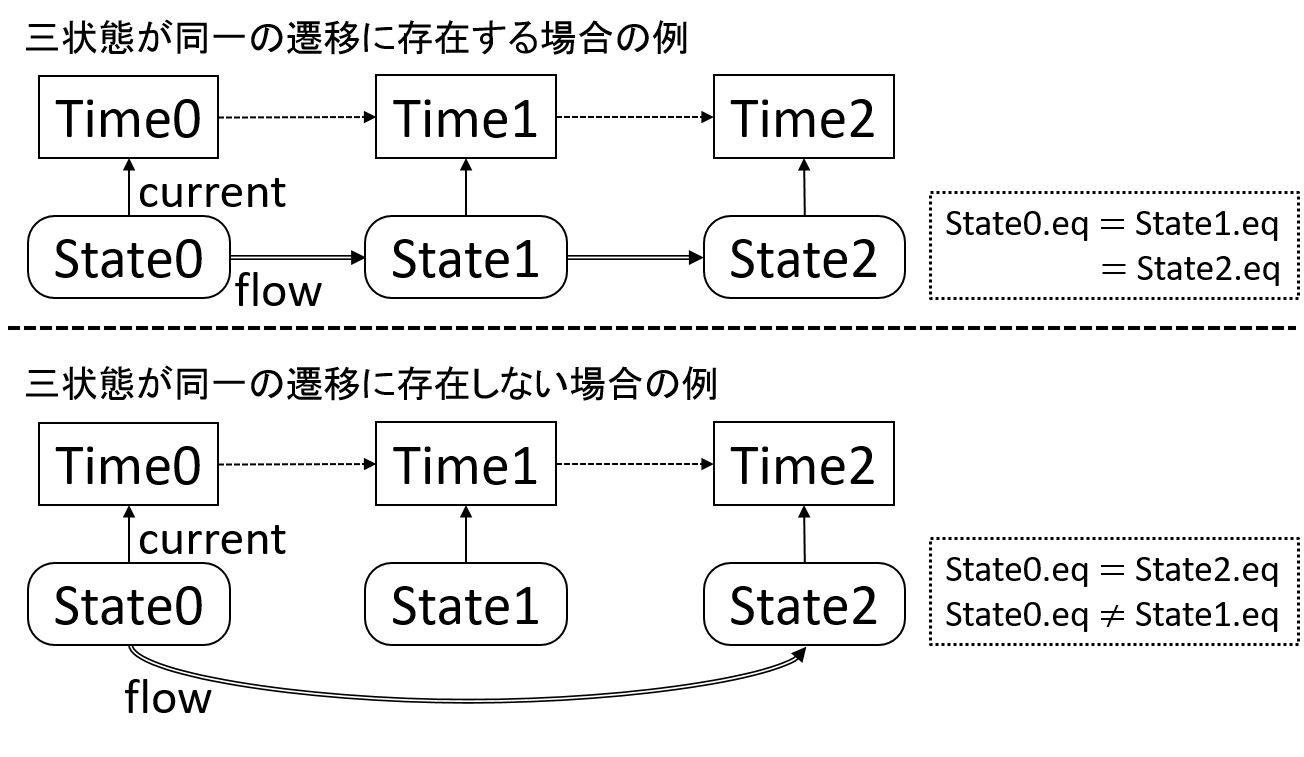 三状態が同一の遷移に存在する場合の例
Time0
Time1
Time2
current
State0
State1
State2
flow
State0.eq = State1.eq
= State2.eq
三状態が同一の遷移に存在しない場合の例
Time0
Time1
Time2
current
State0
State1
State2
flow
State0.eq = State2.eq
State0.eq ≠ State1.eq